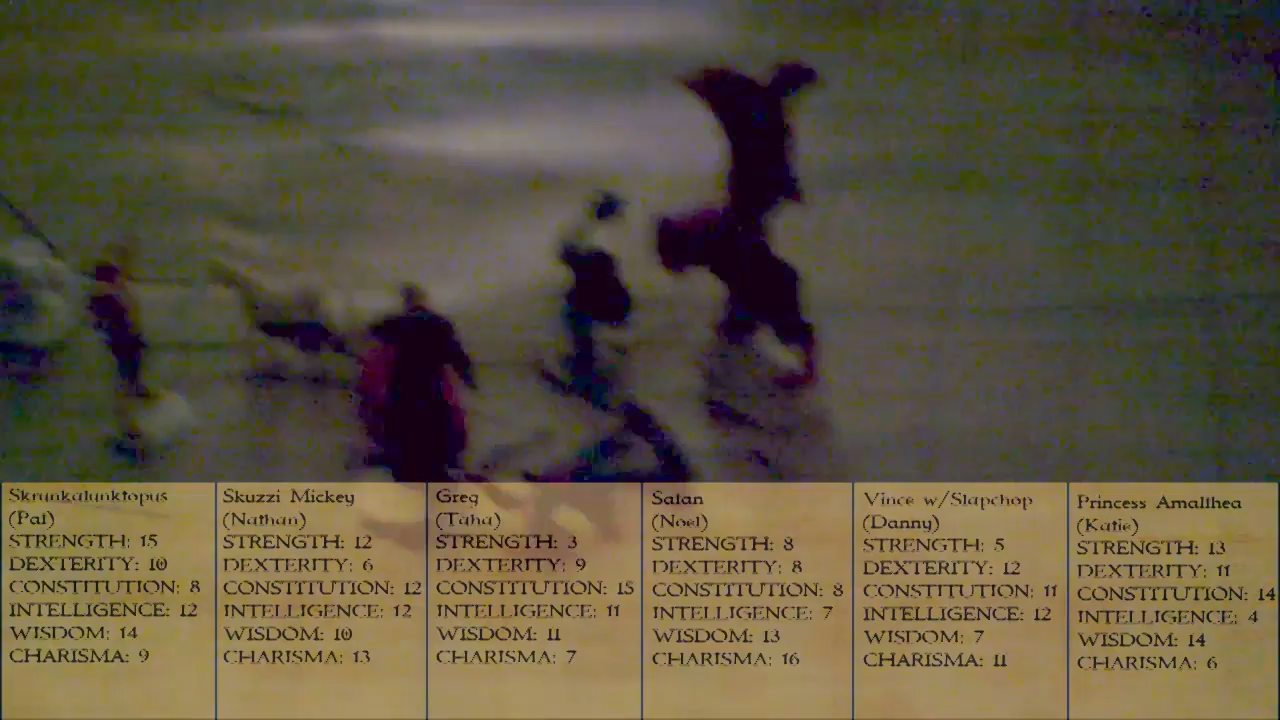 Skrunkalunktopus
(Pat)
STRENGTH: 15
DEXTERITY: 10
CONSTITUTION: 8
INTELLIGENCE: 12
WISDOM: 14
CHARISMA: 9
Skuzzi Mickey
(Nathan)
STRENGTH: 12
DEXTERITY: 6
CONSTITUTION: 12
INTELLIGENCE: 12
WISDOM: 10
CHARISMA: 13
Greg
(Taha)
STRENGTH: 3
DEXTERITY: 9
CONSTITUTION: 15
INTELLIGENCE: 11
WISDOM: 11
CHARISMA: 7
Satan
(Noel)
STRENGTH: 8
DEXTERITY: 8
CONSTITUTION: 8
INTELLIGENCE: 7
WISDOM: 13
CHARISMA: 16
Vince w/Slapchop
(Danny)
STRENGTH: 5
DEXTERITY: 12
CONSTITUTION: 11
INTELLIGENCE: 12
WISDOM: 7
CHARISMA: 11
Princess Amalthea
(Katie)
STRENGTH: 13
DEXTERITY: 11
CONSTITUTION: 14
INTELLIGENCE: 4
WISDOM: 14
CHARISMA: 6